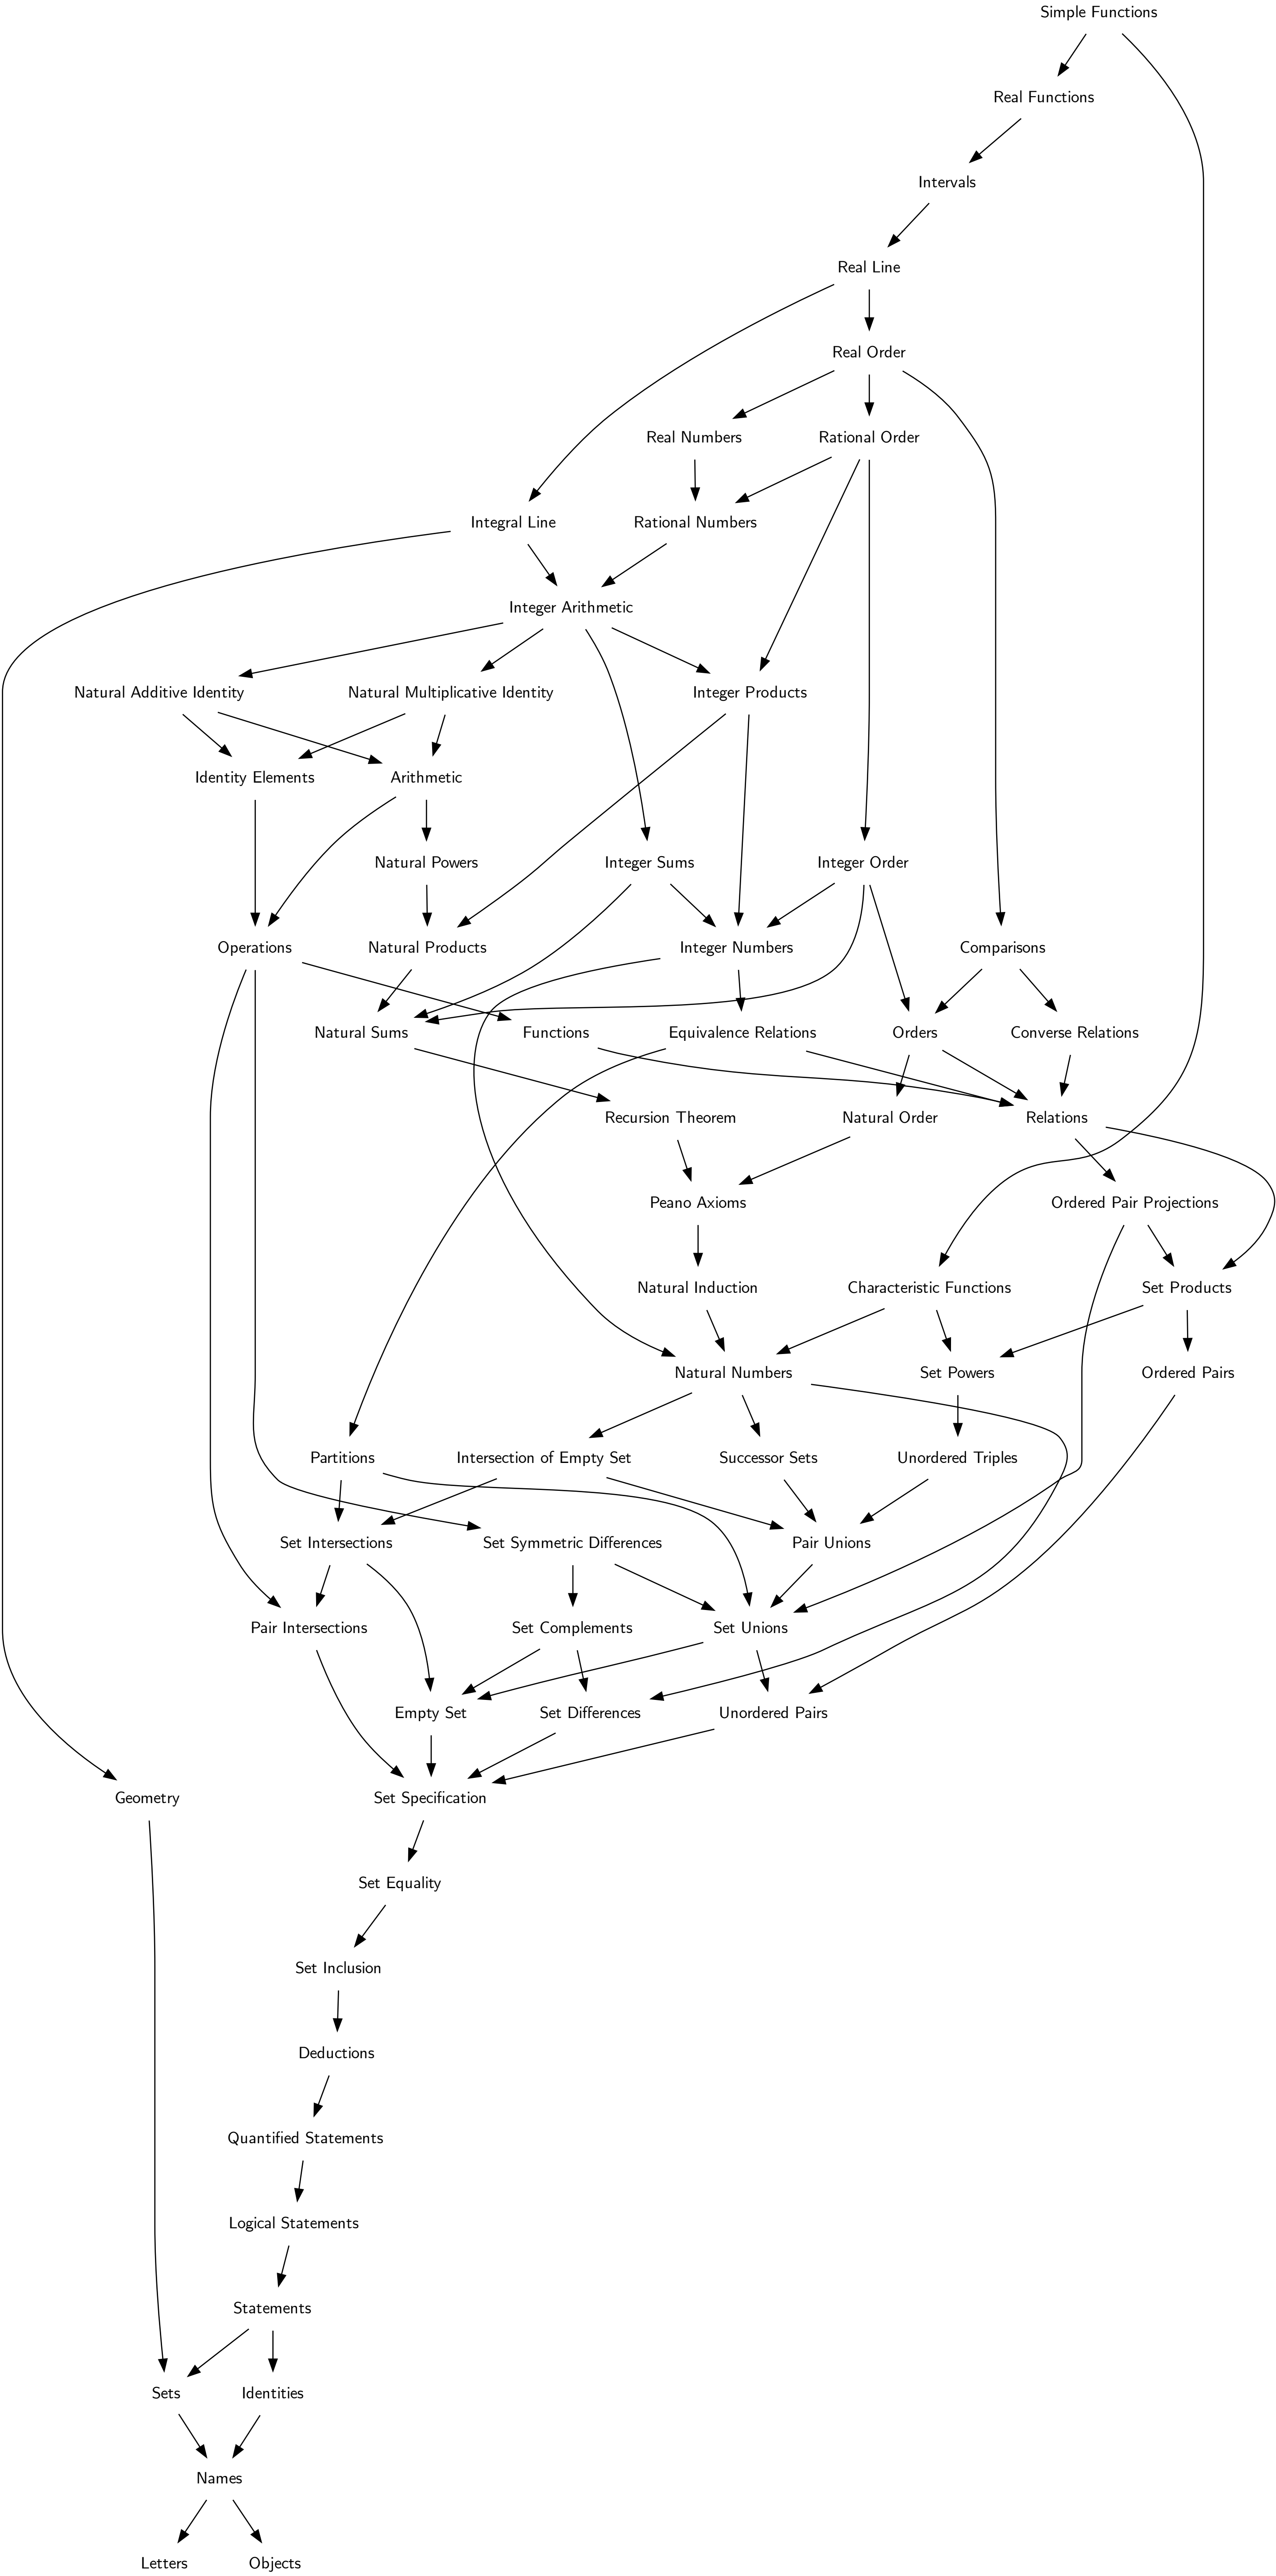 Simple Functions
Real Functions
Intervals
Real Line
Real Order
Real Numbers
Rational Order
Integral Line
Rational Numbers
Integer Arithmetic
Natural Additive Identity
Natural Multiplicative Identity
Integer Products
Identity Elements
Arithmetic
Natural Powers
Integer Sums
Integer Order
Operations
Natural Products
Integer Numbers
Comparisons
Natural Sums
Functions
Equivalence Relations
Orders
Converse Relations
Recursion Theorem
Natural Order
Relations
Peano Axioms
Ordered Pair Projections
Natural Induction
Characteristic Functions
Set Products
Natural Numbers
Set Powers
Ordered Pairs
Partitions
Intersection of Empty Set
Successor Sets
Unordered Triples
Set Intersections
Set Symmetric Differences
Pair Unions
Pair Intersections
Set Complements
Set Unions
Empty Set
Set Differences
Unordered Pairs
Geometry
Set Specification
Set Equality
Set Inclusion
Deductions
Quantified Statements
Logical Statements
Statements
Sets
Identities
Names
Letters
Objects